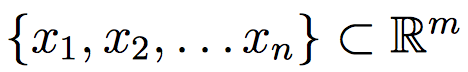 {x₁, x₂, . . . xₙ} ⊂ ℝᵐ